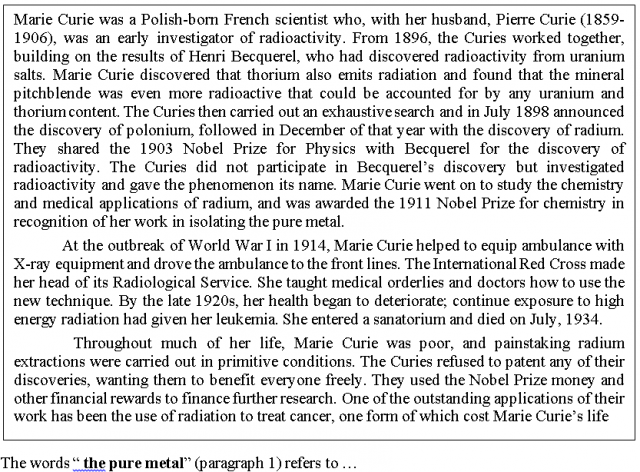 Marie Curie was a Polish-born French scientist who, with her husband, Pierre Curie (1859-
1906), was an early investigator of radioactivity. From 1896, the Curies worked together,
building on the results of Henri Becquerel, who had discovered radioactivity from uranium
salts. Marie Curie discovered that thorium also emits radiation and found that the mineral
pitchblende was even more radioactive that could be accounted for by any uranium and
thorium content. The Curies then carried out an exhaustive search and in July 1898 announced
the discovery of polonium, followed in December of that year with the discovery of radium.
They shared the 1903 Nobel Prize for Physics with Becquerel for the discovery of
radioactivity. The Curies did not participate in Becquerel's discovery but investigated
radioactivity and gave the phenomenon its name. Marie Curie went on to study the chemistry
and medical applications of radium, and was awarded the 1911 Nobel Prize for chemistry in
recognition of her work in isolating the pure metal.
At the outbreak of World War I in 1914, Marie Curie helped to equip ambulance with
X-ray equipment and drove the ambulance to the front lines. The International Red Cross made
her head of its Radiological Service. She taught medical orderlies and doctors how to use the
new technique. By the late 1920s, her health began to deteriorate; continue exposure to high
energy radiation had given her leukemia. She entered a sanatorium and died on July, 1934.
Throughout much of her life, Marie Curie was poor, and painstaking radium
extractions were carried out in primitive conditions. The Curies refused to patent any of their
discoveries, wanting them to benefit everyone freely. They used the Nobel Prize money and
other financial rewards to finance further research. One of the outstanding applications of their
work has been the use of radiation to treat cancer, one form of which cost Marie Curie's life
The words “ the pure metal” (paragraph 1) refers to …